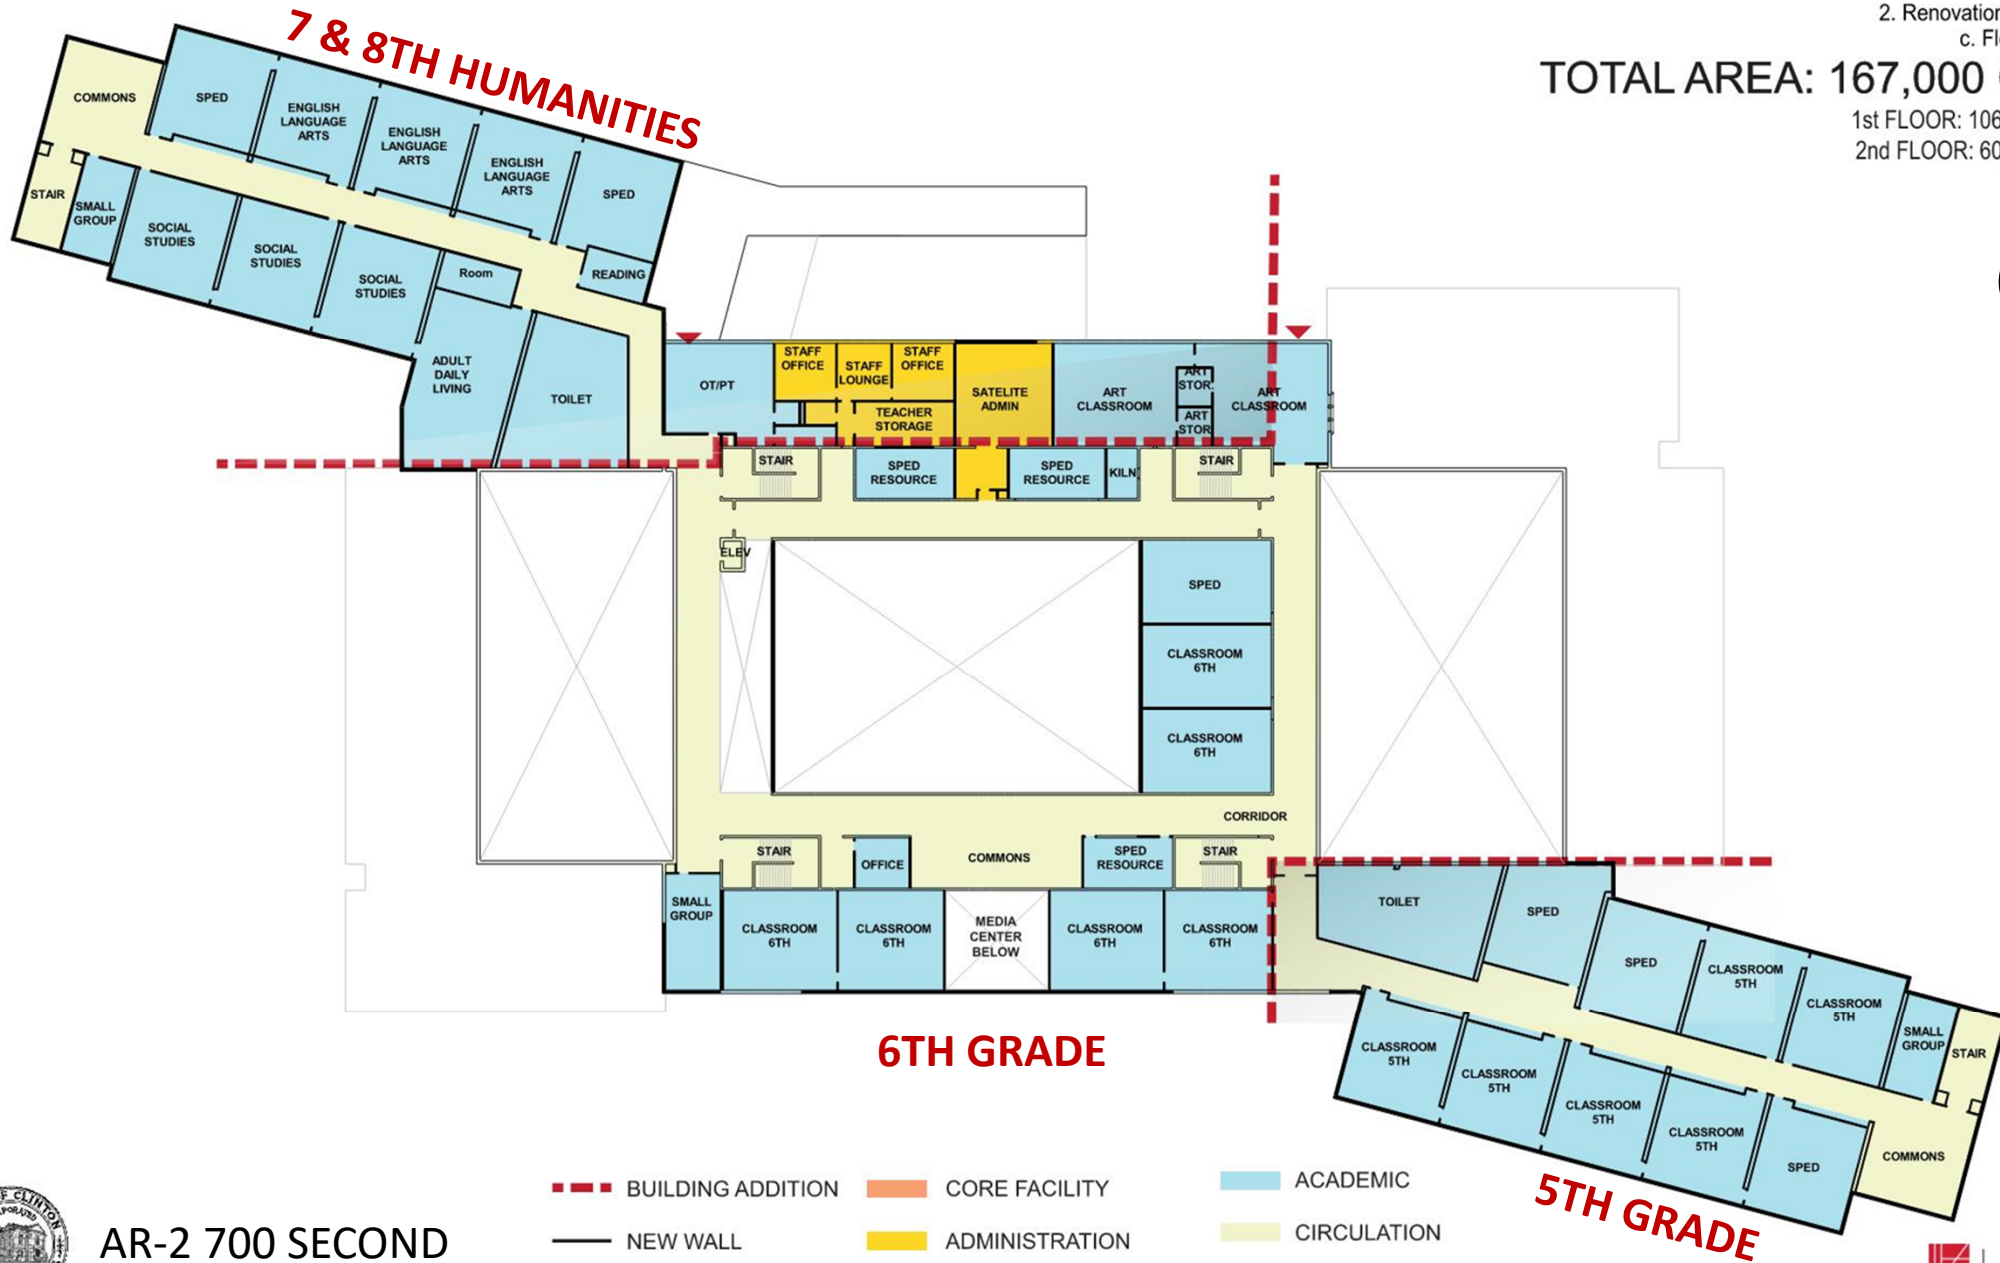 2. Renovation
c. Fl
TOTAL AREA: 167,000
1st FLOOR: 106
2nd FLOOR: 60
7 & 8TH HUMANITIES
COMMONS
SPED
ENGLISH
LANGUAGE
ARTS
ENGLISH
LANGUAGE
ARTS
ENGLISH
LANGUAGE
ARTS
SPED
STAIR
SMALL
GROUP
SOCIAL
STUDIES
SOCIAL
STUDIES
SOCIAL
STUDIES
Room
READING
ADULT
DAILY
LIVING
TOILET
OT/PT
STAFF
OFFICE
STAFF
LOUNGE
STAFF
OFFICE
TEACHER
STORAGE
SATELITE
ADMIN
ART
CLASSROOM
ART
STOR.
ART
STOR
ART
CLASSROOM
STAIR
SPED
RESOURCE
SPED
RESOURCE
KILN
STAIR
ELEV
SPED
CLASSROOM
6TH
CLASSROOM
6TH
CORRIDOR
STAIR
OFFICE
COMMONS
SPED
RESOURCE
STAIR
SMALL
GROUP
CLASSROOM
6TH
CLASSROOM
6TH
MEDIA
CENTER
BELOW
CLASSROOM
6TH
CLASSROOM
6TH
TOILET
SPED
SPED
CLASSROOM
5TH
CLASSROOM
5TH
SMALL
GROUP
STAIR
CLASSROOM
5TH
CLASSROOM
5TH
CLASSROOM
5TH
CLASSROOM
5TH
SPED
COMMONS
6TH GRADE
5TH GRADE
BUILDING ADDITION
CORE FACILITY
ACADEMIC
NEW WALL
ADMINISTRATION
CIRCULATION
OF CLINTON
AR-2 700 SECOND